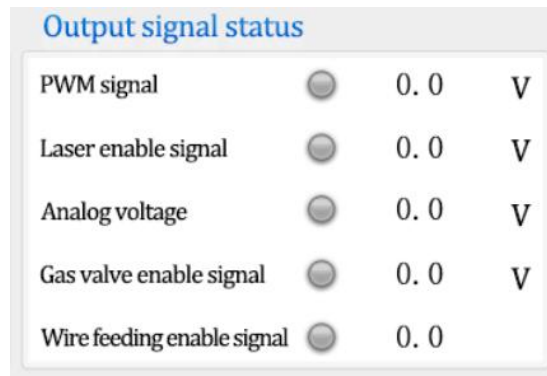 Output signal status
PWM signal 0.0 V
Laser enable signal 0.0 V
Analog voltage 0.0 V
Gas valve enable signal 0.0 V
Wire feeding enable signal 0.0